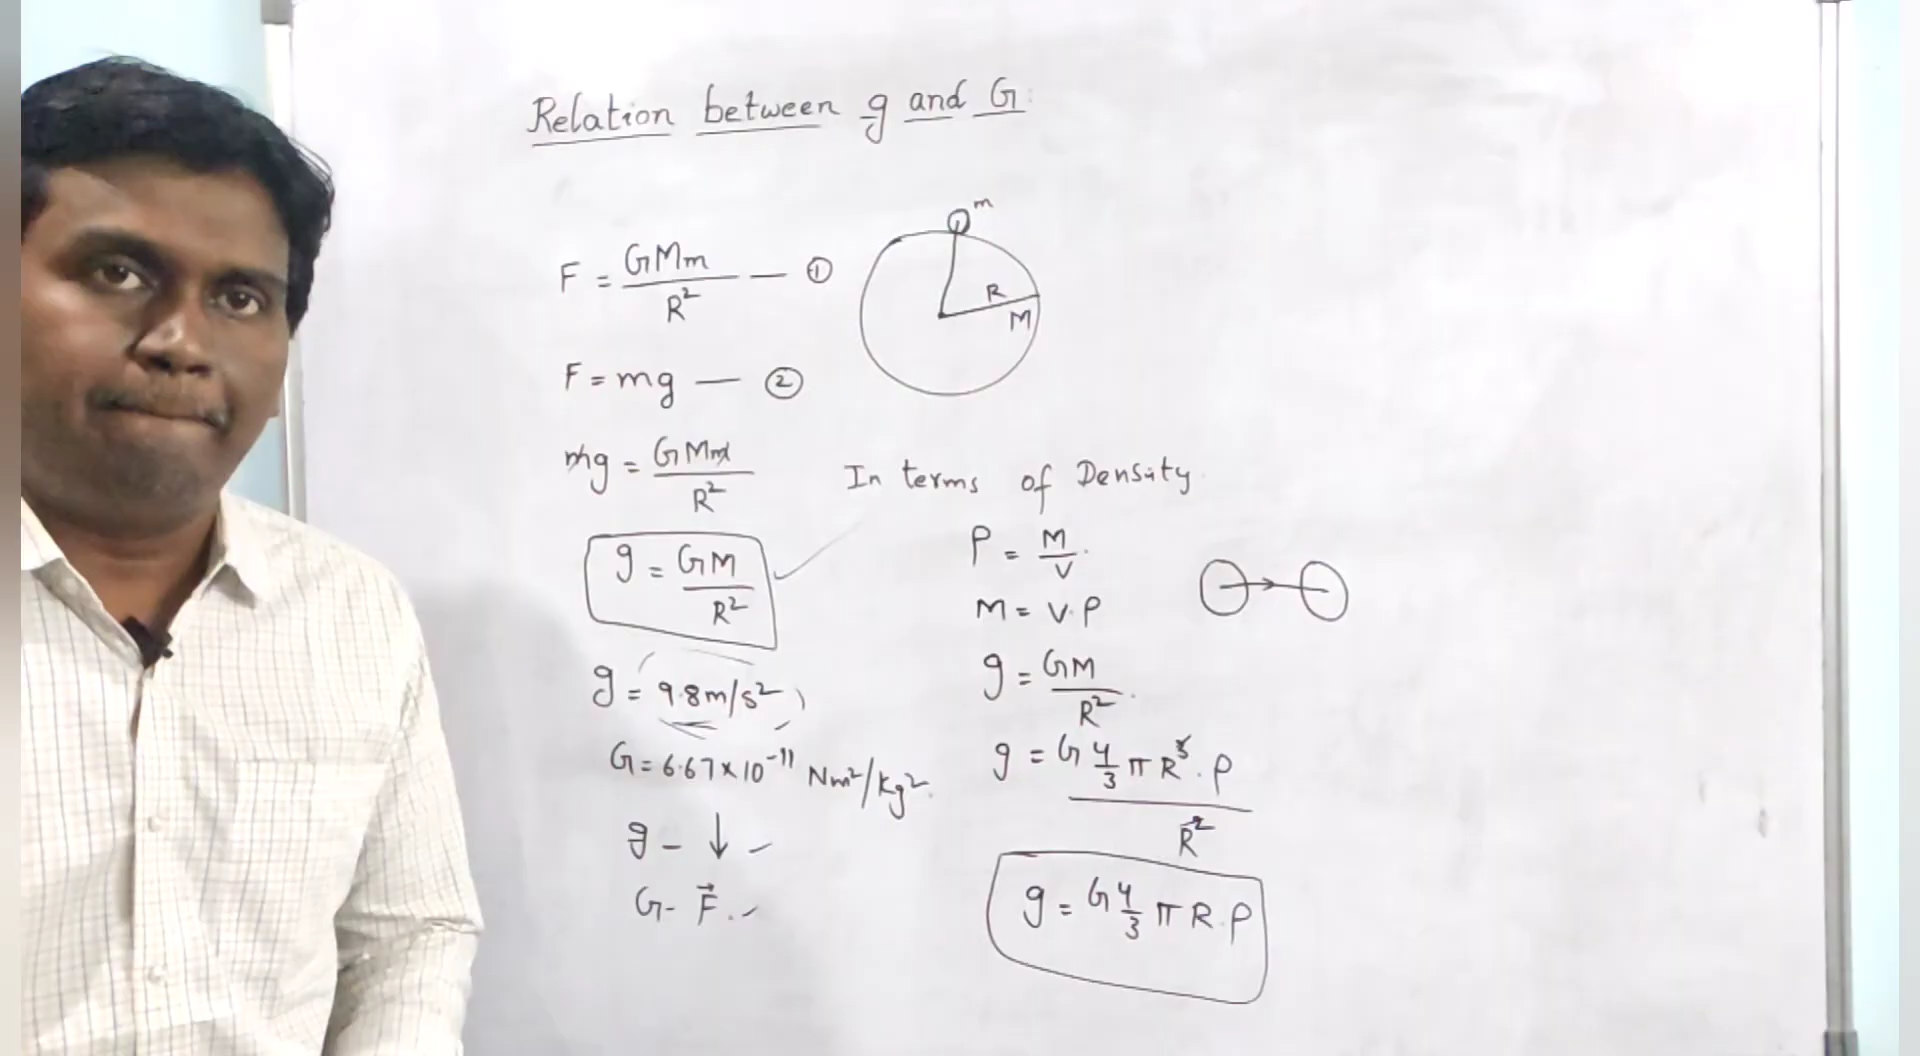 Relation between g and G:
m
R
M
F = GMm/R² — ①
F = mg — ②
mg = GMm/R²
g = GM/R²
g = 9.8m/s²
G = 6.67×10⁻¹¹ Nm²/kg².
g - ↓ -
G - F⃗ . -
In terms of Density.
ρ = M/V.
M = V.ρ
g = GM/R².
g = G 4/3 π R³.ρ / R²
g = G 4/3 π R.ρ